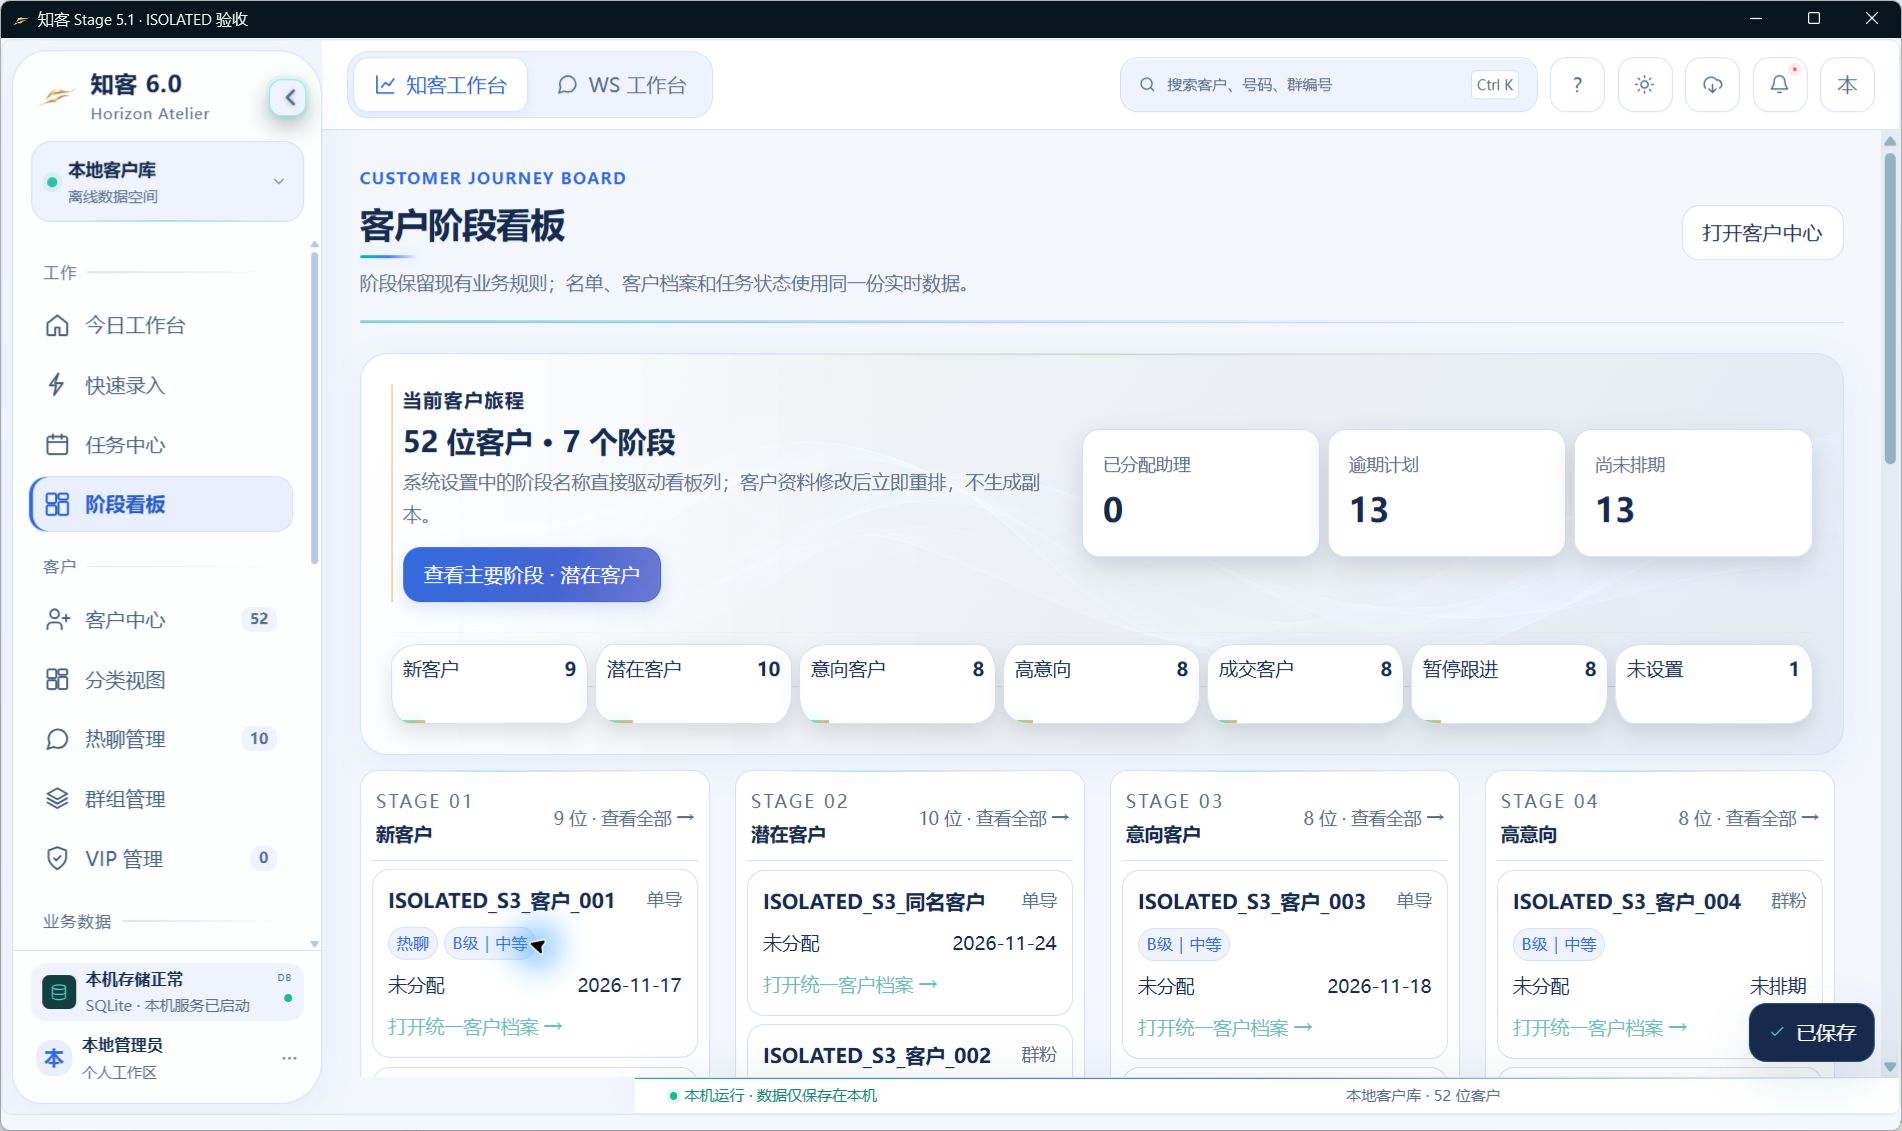 知客 Stage 5.1 · ISOLATED 验收
知客 6.0
Horizon Atelier
本地客户库
离线数据空间
工作
今日工作台
快速录入
任务中心
阶段看板
客户
客户中心 52
分类视图
热聊管理 10
群组管理
VIP 管理 0
业务数据
本机存储正常 DB
SQLite · 本机服务已启动
本 本地管理员 ...
个人工作区
知客工作台 WS 工作台
搜索客户、号码、群编号 Ctrl K ? 本
CUSTOMER JOURNEY BOARD
客户阶段看板
打开客户中心
阶段保留现有业务规则；名单、客户档案和任务状态使用同一份实时数据。
当前客户旅程
52 位客户 • 7 个阶段
系统设置中的阶段名称直接驱动看板列；客户资料修改后立即重排，不生成副
本。
查看主要阶段 · 潜在客户
已分配助理
0
逾期计划
13
尚未排期
13
新客户 9
潜在客户 10
意向客户 8
高意向 8
成交客户 8
暂停跟进 8
未设置 1
STAGE 01
新客户
9 位 · 查看全部 →
ISOLATED_S3_客户_001 单导
热聊 B级 | 中等
未分配 2026-11-17
打开统一客户档案 →
STAGE 02
潜在客户
10 位 · 查看全部 →
ISOLATED_S3_同名客户 单导
未分配 2026-11-24
打开统一客户档案 →
ISOLATED_S3_客户_002 群粉
STAGE 03
意向客户
8 位 · 查看全部 →
ISOLATED_S3_客户_003 单导
B级 | 中等
未分配 2026-11-18
打开统一客户档案 →
STAGE 04
高意向
8 位 · 查看全部 →
ISOLATED_S3_客户_004 群粉
B级 | 中等
未分配 未排期
打开统一客户档案 →
已保存
本机运行 · 数据仅保存在本机
本地客户库 · 52 位客户